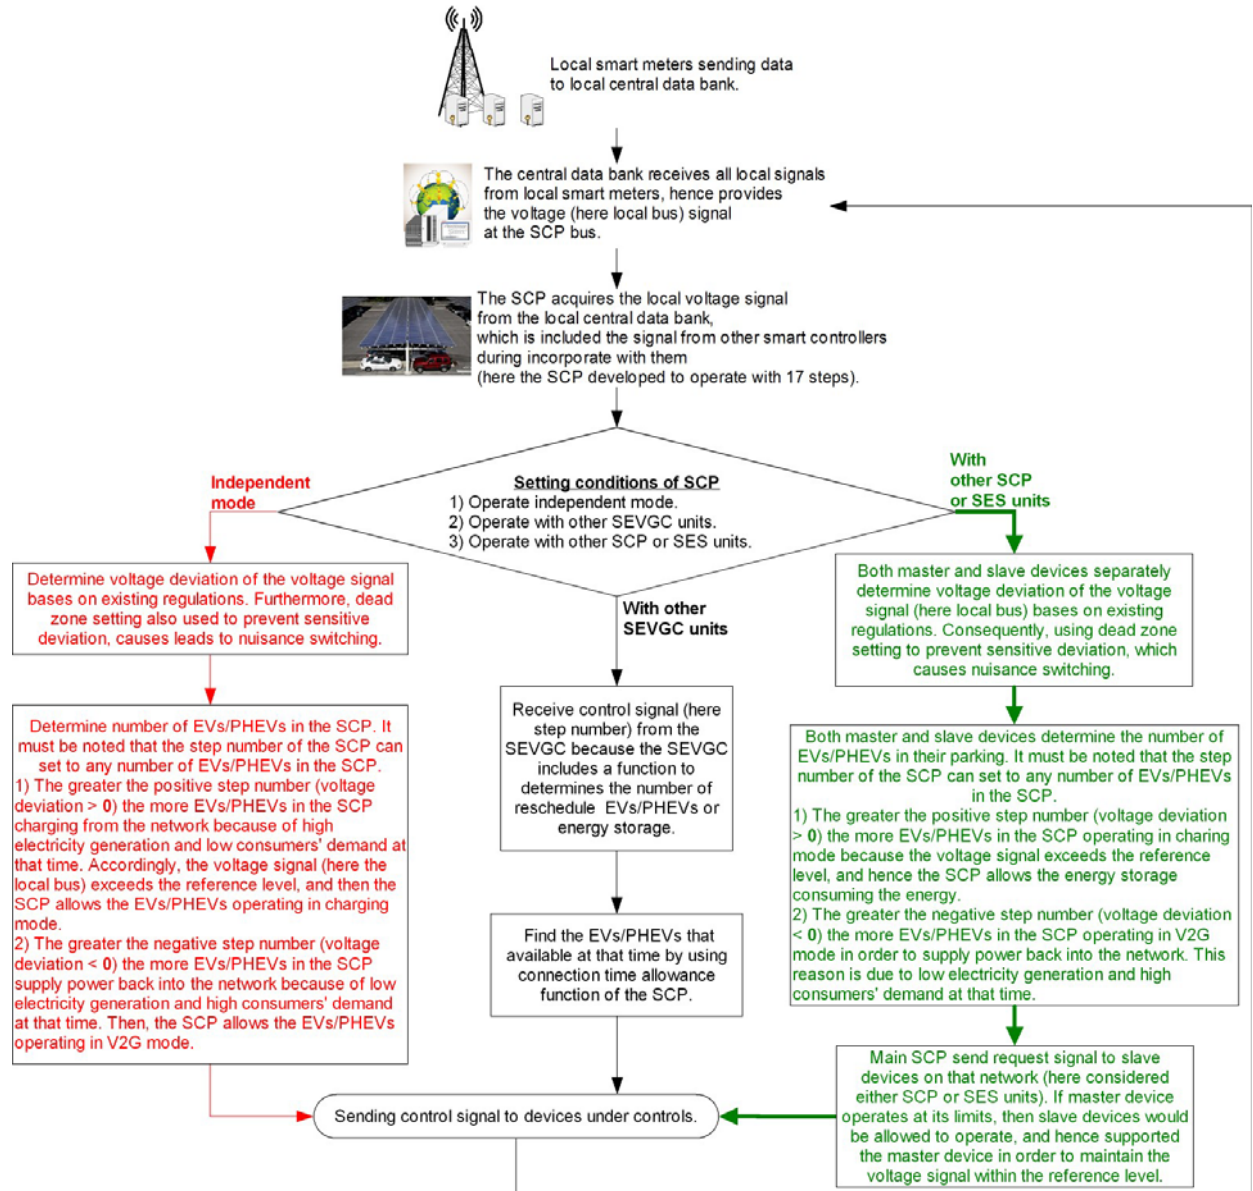 Local smart meters sending data
to local central data bank.
The central data bank receives all local signals
from local smart meters, hence provides
the voltage (here local bus) signal
at the SCP bus.
The SCP acquires the local voltage signal
from the local central data bank,
which is included the signal from other smart controllers
during incorporate with them
(here the SCP developed to operate with 17 steps).
Setting conditions of SCP
1) Operate independent mode.
2) Operate with other SEVGC units.
3) Operate with other SCP or SES units.
Independent
mode
Determine voltage deviation of the voltage signal
bases on existing regulations. Furthermore, dead
zone setting also used to prevent sensitive
deviation, causes leads to nuisance switching.
Determine number of EVs/PHEVs in the SCP. It
must be noted that the step number of the SCP can
set to any number of EVs/PHEVs in the SCP.
1) The greater the positive step number (voltage
deviation > 0) the more EVs/PHEVs in the SCP
charging from the network because of high
electricity generation and low consumers' demand at
that time. Accordingly, the voltage signal (here the
local bus) exceeds the reference level, and then the
SCP allows the EVs/PHEVs operating in charging
mode.
2) The greater the negative step number (voltage
deviation < 0) the more EVs/PHEVs in the SCP
supply power back into the network because of low
electricity generation and high consumers' demand
at that time. Then, the SCP allows the EVs/PHEVs
operating in V2G mode.
With other
SEVGC units
Receive control signal (here
step number) from the
SEVGC because the SEVGC
includes a function to
determines the number of
reschedule EVs/PHEVs or
energy storage.
Find the EVs/PHEVs that
available at that time by using
connection time allowance
function of the SCP.
With
other SCP
or SES units
Both master and slave devices separately
determine voltage deviation of the voltage
signal (here local bus) bases on existing
regulations. Consequently, using dead zone
setting to prevent sensitive deviation, which
causes nuisance switching.
Both master and slave devices determine the number of
EVs/PHEVs in their parking. It must be noted that the step
number of the SCP can set to any number of EVs/PHEVs
in the SCP.
1) The greater the positive step number (voltage deviation
> 0) the more EVs/PHEVs in the SCP operating in charing
mode because the voltage signal exceeds the reference
level, and hence the SCP allows the energy storage
consuming the energy.
2) The greater the negative step number (voltage deviation
< 0) the more EVs/PHEVs in the SCP operating in V2G
mode in order to supply power back into the network. This
reason is due to low electricity generation and high
consumers' demand at that time.
Main SCP send request signal to slave
devices on that network (here considered
either SCP or SES units). If master device
operates at its limits, then slave devices would
be allowed to operate, and hence supported
the master device in order to maintain the
voltage signal within the reference level.
Sending control signal to devices under controls.